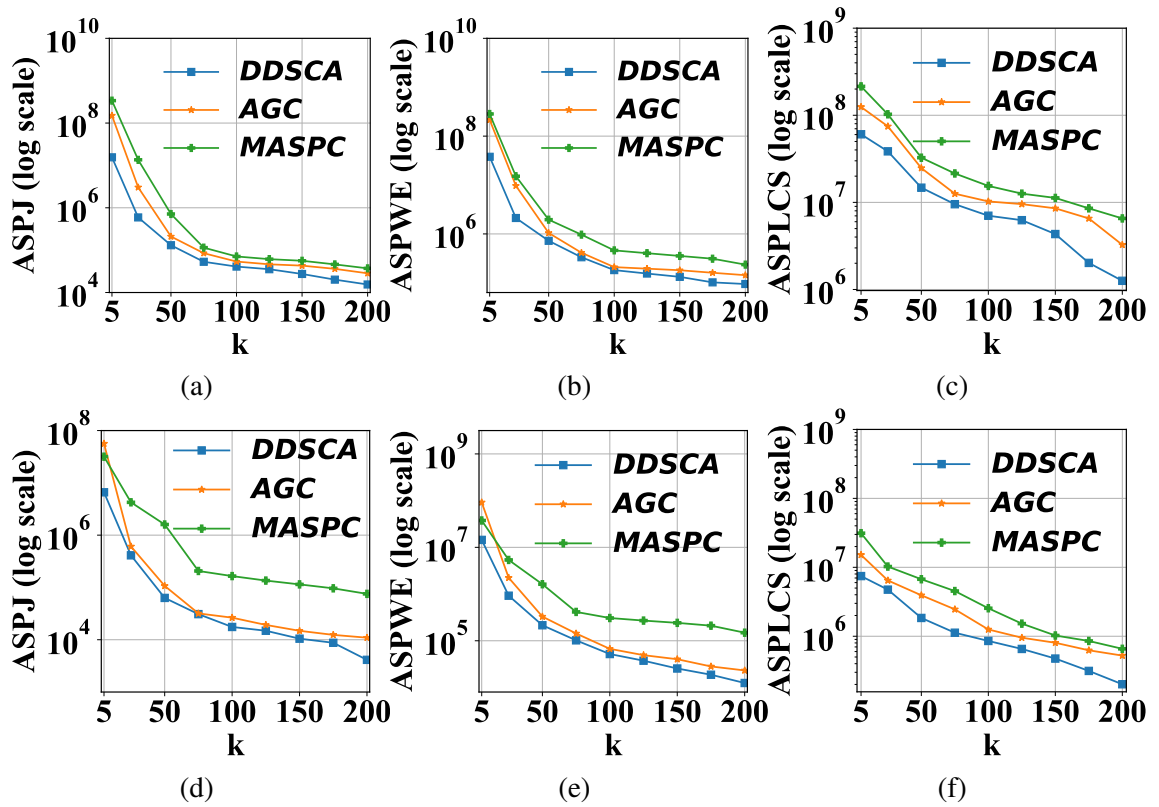 ASPJ (log scale)
10^10
10^8
10^6
10^4
DDSCA
AGC
MASPC
5 50 100 150 200
k
(a)
ASPWE (log scale)
10^10
10^8
10^6
DDSCA
AGC
MASPC
5 50 100 150 200
k
(b)
ASPLCS (log scale)
10^9
10^8
10^7
10^6
DDSCA
AGC
MASPC
5 50 100 150 200
k
(c)
ASPJ (log scale)
10^8
10^6
10^4
DDSCA
AGC
MASPC
5 50 100 150 200
k
(d)
ASPWE (log scale)
10^9
10^7
10^5
DDSCA
AGC
MASPC
5 50 100 150 200
k
(e)
ASPLCS (log scale)
10^9
10^8
10^7
10^6
DDSCA
AGC
MASPC
5 50 100 150 200
k
(f)